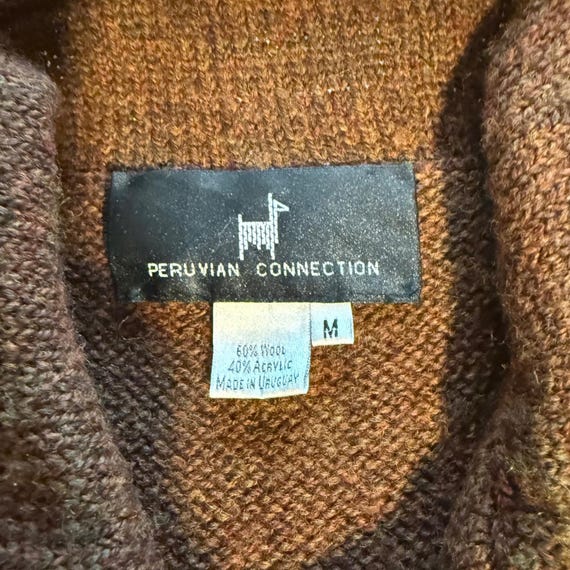 PERUVIAN CONNECTION
M
60% WOOL
40% ACRYLIC
MADE IN URUGUAY